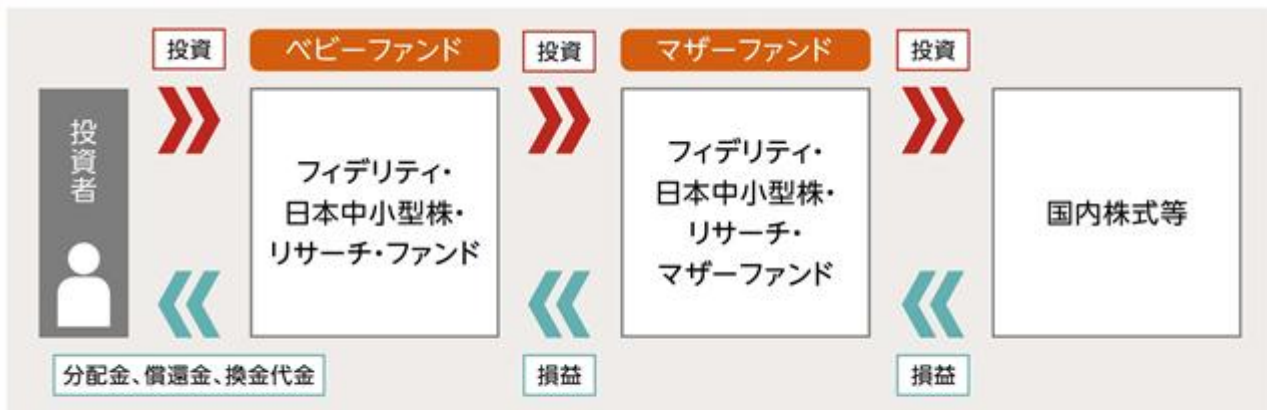 投資
ベビーファンド
投資
マザーファンド
投資
投資者
フィデリティ・
日本中小型株・
リサーチ・ファンド
フィデリティ・
日本中小型株・
リサーチ・
マザーファンド
国内株式等
分配金、償還金、換金代金
損益
損益